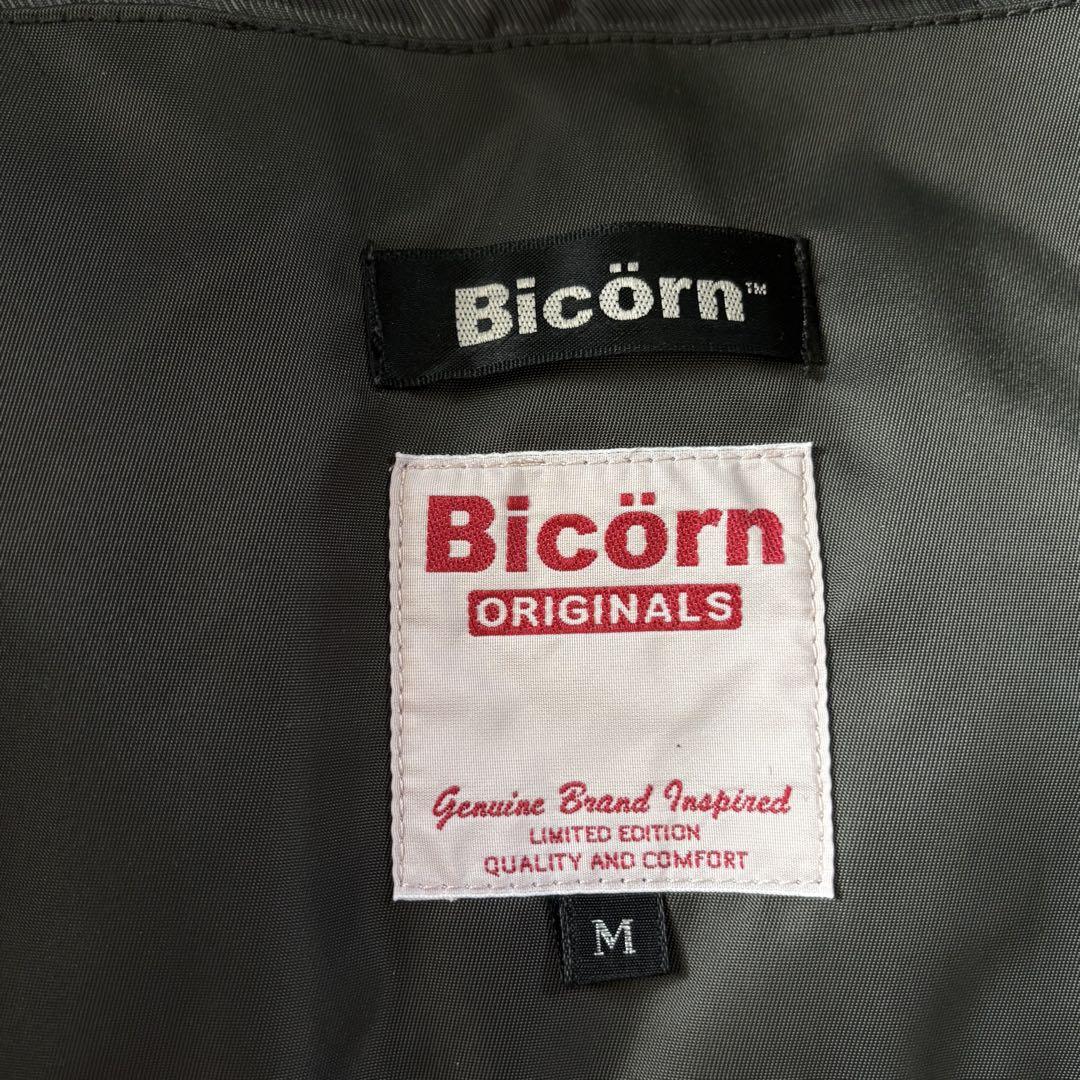 Bicörn™
Bicörn
ORIGINALS
Genuine Brand Inspired
LIMITED EDITION
QUALITY AND COMFORT
M